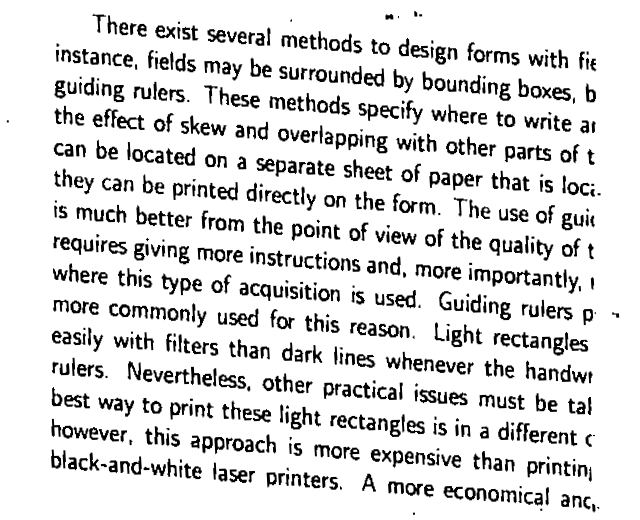 There exist several methods to design forms with fie
instance, fields may be surrounded by bounding boxes, b
guiding rulers. These methods specify where to write a
the effect of skew and overlapping with other parts of t
can be located on a separate sheet of paper that is loc
they can be printed directly on the form. The use of gui
is much better from the point of view of the quality of t
requires giving more instructions and, more importantly,
where this type of acquisition is used. Guiding rulers p
more commonly used for this reason. Light rectangles
easily with filters than dark lines whenever the handw
rulers. Nevertheless, other practical issues must be ta
best way to print these light rectangles is in a different c
however, this approach is more expensive than printin
black-and-white laser printers. A more economical and